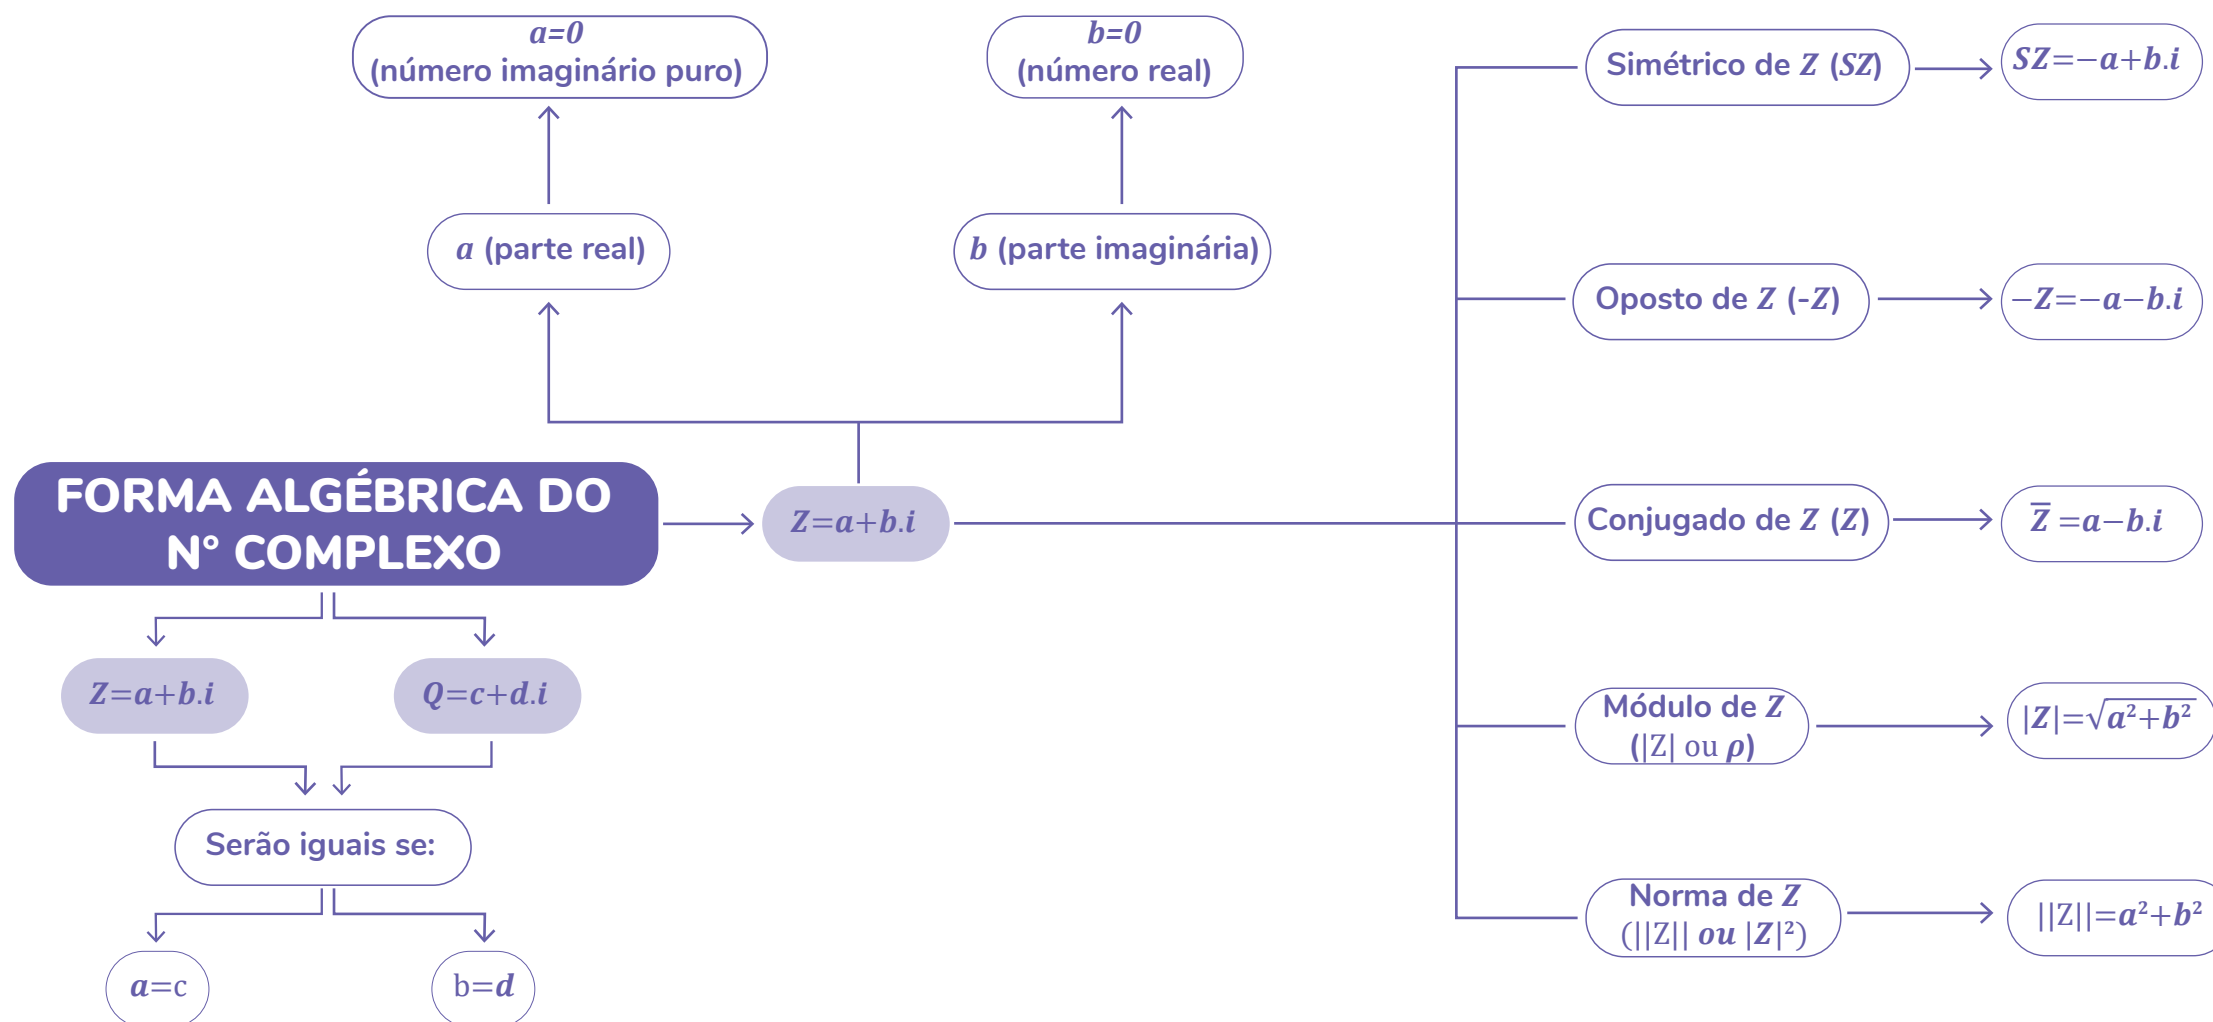 a=0
(número imaginário puro)
b=0
(número real)
a (parte real)
b (parte imaginária)
FORMA ALGÉBRICA DO
N° COMPLEXO
Z=a+b.i
Z=a+b.i
Q=c+d.i
Serão iguais se:
a=c
b=d
Simétrico de Z (SZ)
SZ=−a+b.i
Oposto de Z (-Z)
−Z=−a−b.i
Conjugado de Z (Z)
Z̅ =a−b.i
Módulo de Z
(|Z| ou ρ)
|Z|=√a²+b²
Norma de Z
(||Z|| ou |Z|²)
||Z||=a²+b²